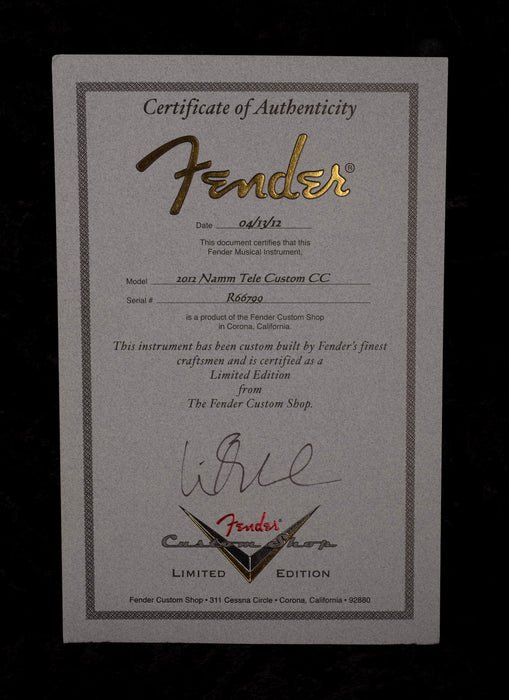 Certificate of Authenticity
Fender®
Date 04/13/12
This document certifies that this
Fender Musical Instrument,
Model 2012 Namm Tele Custom CC
Serial # R66790
is a product of the Fender Custom Shop
in Corona, California.
This instrument has been custom built by Fender's finest
craftsmen and is certified as a
Limited Edition
from
The Fender Custom Shop.
Fender®
Custom Shop
LIMITED EDITION
Fender Custom Shop • 311 Cessna Circle • Corona, California • 92880